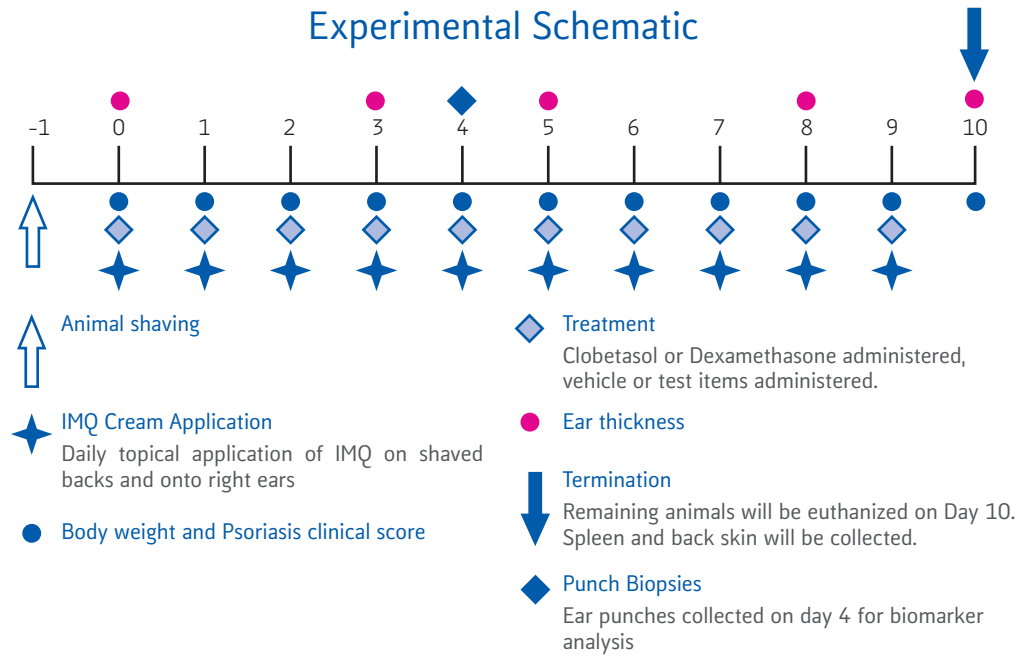 Experimental Schematic
-1 0 1 2 3 4 5 6 7 8 9 10
Animal shaving
IMQ Cream Application
Daily topical application of IMQ on shaved
backs and onto right ears
Body weight and Psoriasis clinical score
Treatment
Clobetasol or Dexamethasone administered,
vehicle or test items administered.
Ear thickness
Termination
Remaining animals will be euthanized on Day 10.
Spleen and back skin will be collected.
Punch Biopsies
Ear punches collected on day 4 for biomarker
analysis